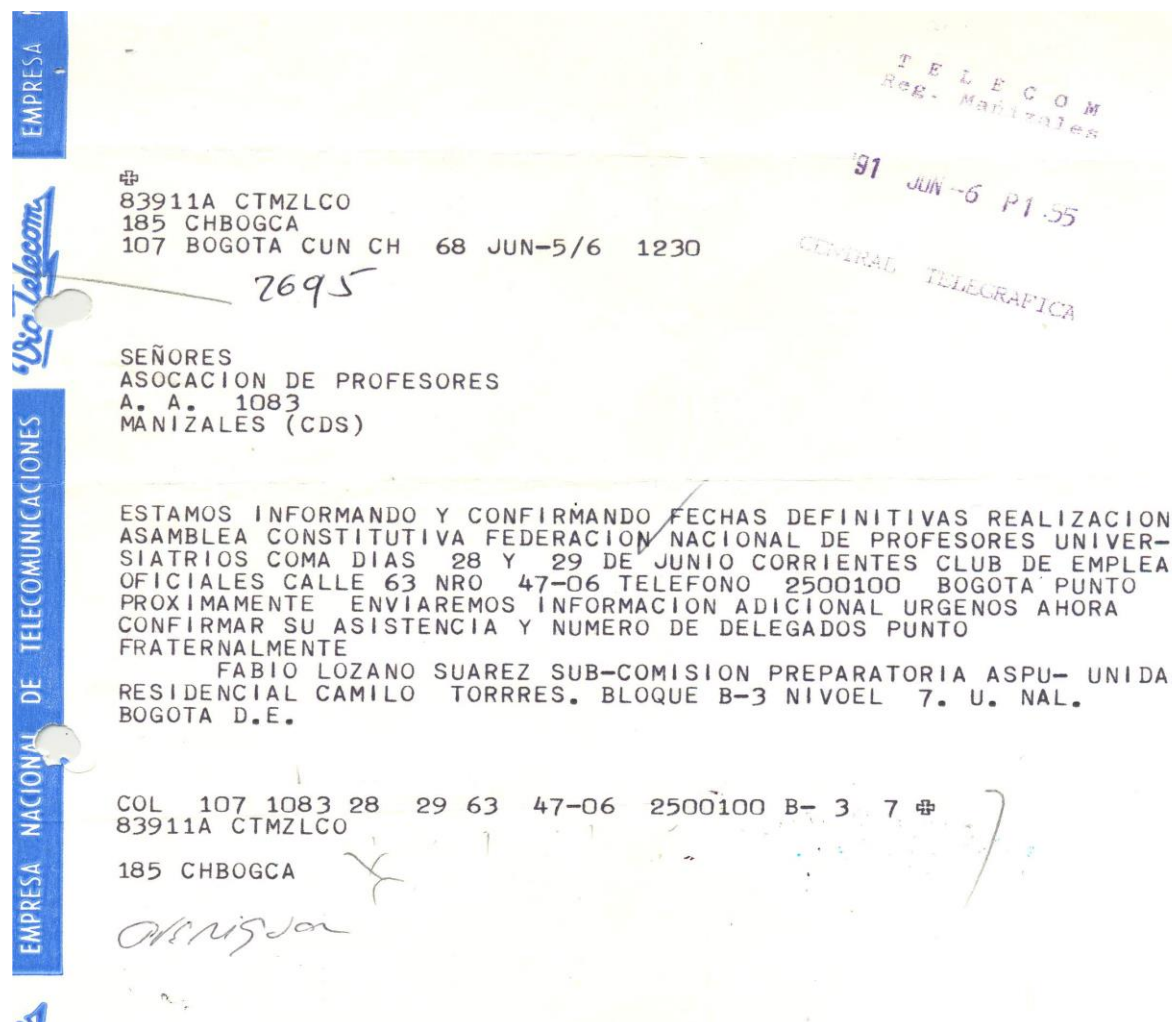 EMPRESA
Vía Telecom
EMPRESA NACIONAL DE TELECOMUNICACIONES
TELECOM
Reg. Manizales
'91 JUN -6 P1:55
CENTRAL TELEGRAFICA
83911A CTMZLCO
185 CHBOGCA
107 BOGOTA CUN CH 68 JUN-5/6 1230
2695
SEÑORES
ASOCACION DE PROFESORES
A. A. 1083
MANIZALES (CDS)
ESTAMOS INFORMANDO Y CONFIRMANDO FECHAS DEFINITIVAS REALIZACION
ASAMBLEA CONSTITUTIVA FEDERACION NACIONAL DE PROFESORES UNIVER-
SIATRIOS COMA DIAS 28 Y 29 DE JUNIO CORRIENTES CLUB DE EMPLEA
OFICIALES CALLE 63 NRO 47-06 TELEFONO 2500100 BOGOTA PUNTO
PROXIMAMENTE ENVIAREMOS INFORMACION ADICIONAL URGENOS AHORA
CONFIRMAR SU ASISTENCIA Y NUMERO DE DELEGADOS PUNTO
FRATERNALMENTE
FABIO LOZANO SUAREZ SUB-COMISION PREPARATORIA ASPU- UNIDA
RESIDENCIAL CAMILO TORRRES. BLOQUE B-3 NIVOEL 7. U. NAL.
BOGOTA D.E.
COL 107 1083 28 29 63 47-06 2500100 B- 3 7
83911A CTMZLCO
185 CHBOGCA